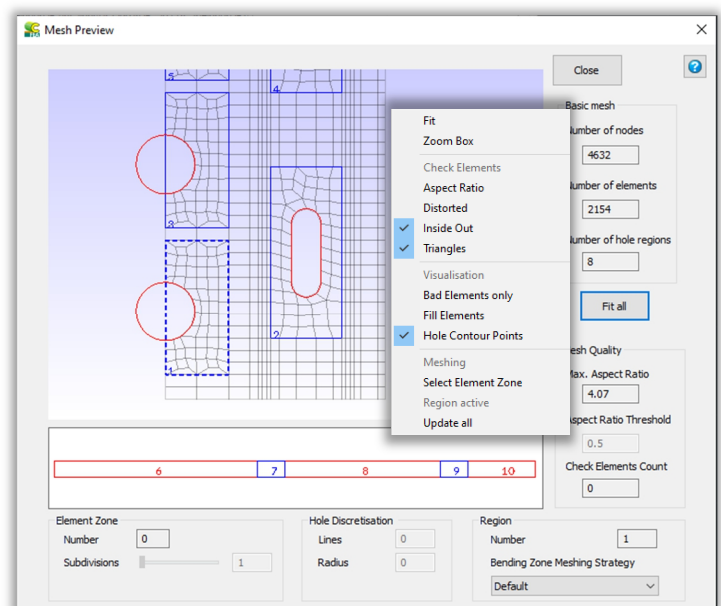 Mesh Preview
Close
Basic mesh
Number of nodes
4632
Number of elements
2154
Number of hole regions
8
Fit all
Mesh Quality
Max. Aspect Ratio
4.07
Aspect Ratio Threshold
0.5
Check Elements Count
0
5
4
3
2
1
Fit
Zoom Box
Check Elements
Aspect Ratio
Distorted
Inside Out
Triangles
Visualisation
Bad Elements only
Fill Elements
Hole Contour Points
Meshing
Select Element Zone
Region active
Update all
6 7 8 9 10
Element Zone
Number 0
Subdivisions 1
Hole Discretisation
Lines 0
Radius 0
Region
Number 1
Bending Zone Meshing Strategy
Default